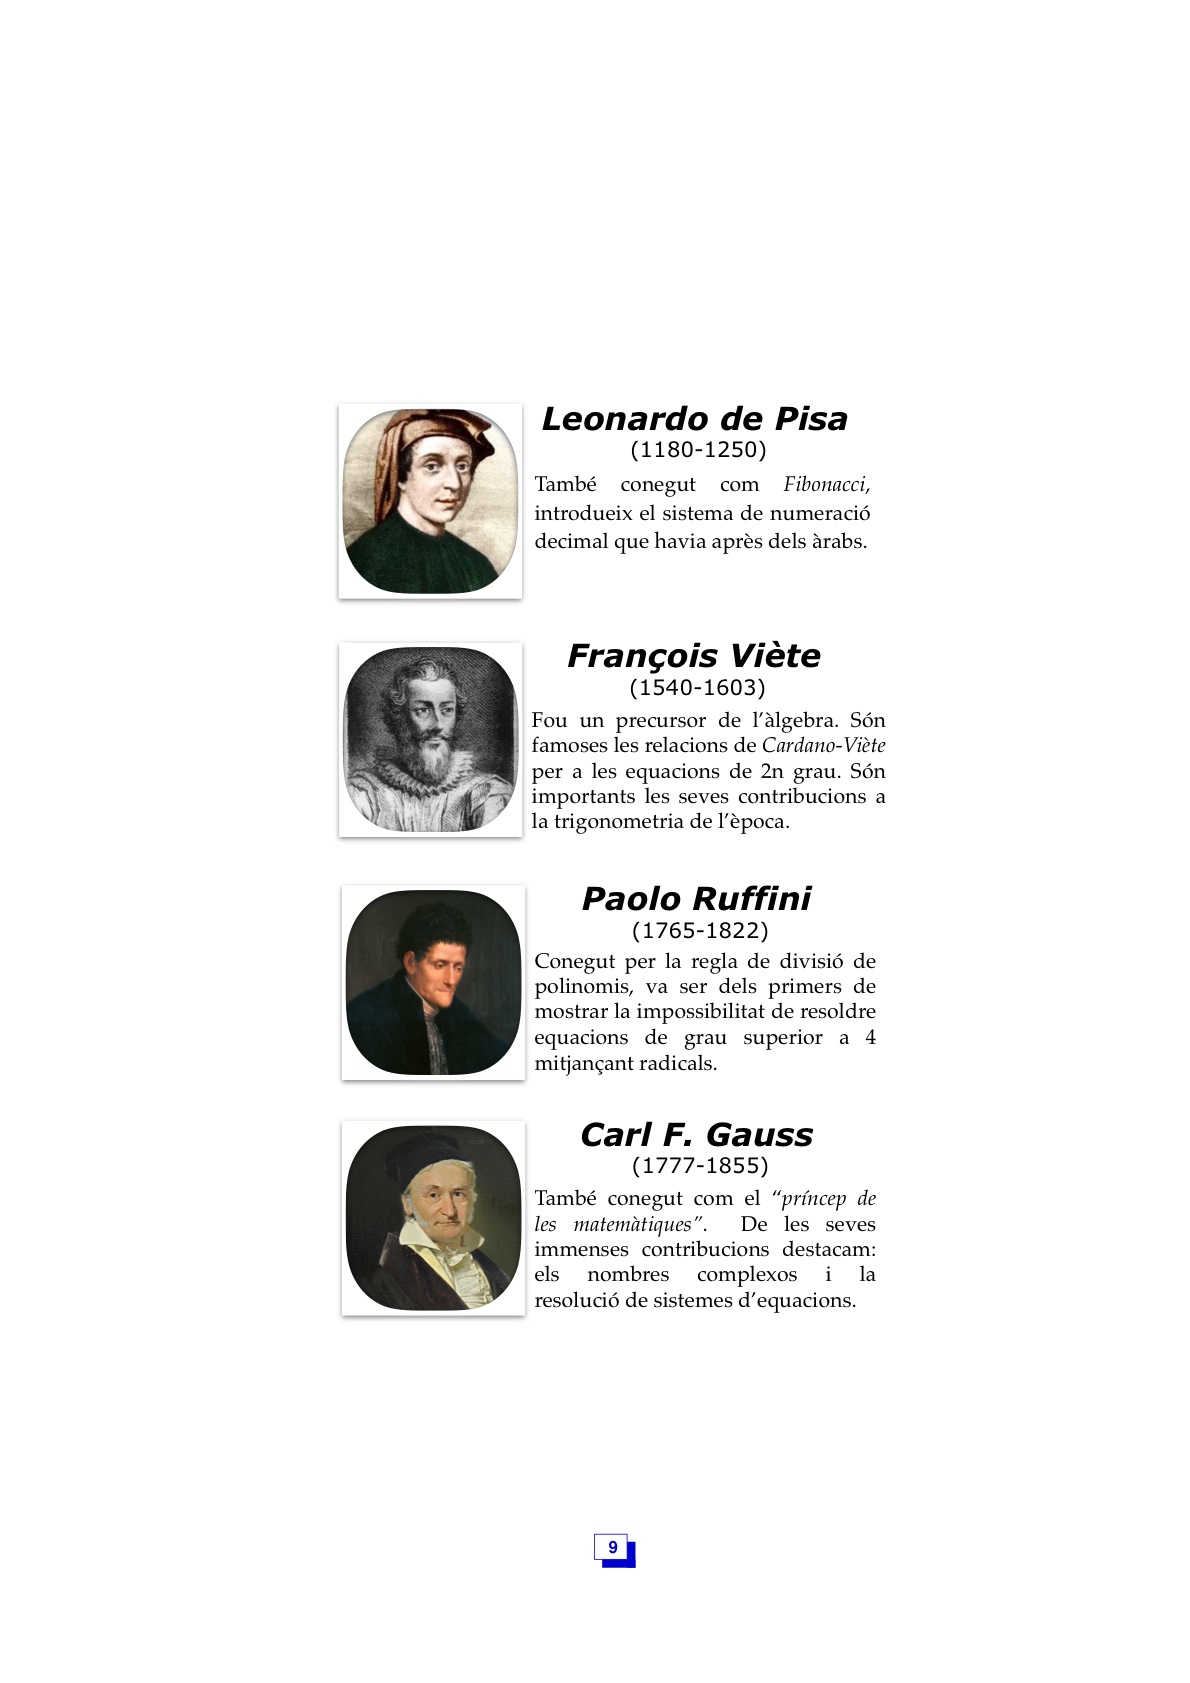 Leonardo de Pisa
(1180-1250)
També conegut com Fibonacci,
introdueix el sistema de numeració
decimal que havia après dels àrabs.
François Viète
(1540-1603)
Fou un precursor de l’àlgebra. Són
famoses les relacions de Cardano-Viète
per a les equacions de 2n grau. Són
importants les seves contribucions a
la trigonometria de l’època.
Paolo Ruffini
(1765-1822)
Conegut per la regla de divisió de
polinomis, va ser dels primers de
mostrar la impossibilitat de resoldre
equacions de grau superior a 4
mitjançant radicals.
Carl F. Gauss
(1777-1855)
També conegut com el “príncep de
les matemàtiques”. De les seves
immenses contribucions destacam:
els nombres complexos i la
resolució de sistemes d’equacions.
9